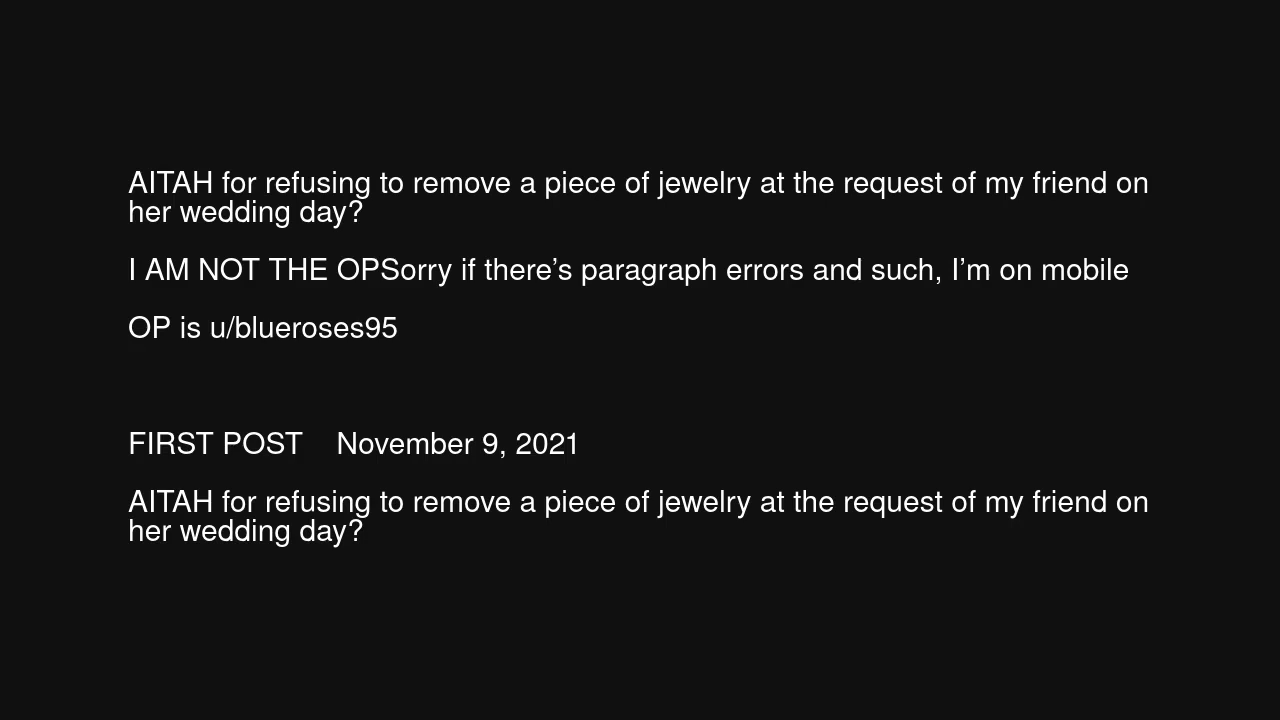 AITAH for refusing to remove a piece of jewelry at the request of my friend on
her wedding day?
I AM NOT THE OPSorry if there’s paragraph errors and such, I’m on mobile
OP is u/blueroses95
FIRST POST    November 9, 2021
AITAH for refusing to remove a piece of jewelry at the request of my friend on
her wedding day?